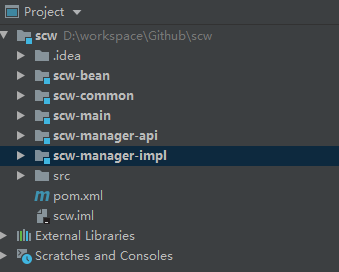 Project
scw D:\workspace\Github\scw
.idea
scw-bean
scw-common
scw-main
scw-manager-api
scw-manager-impl
src
pom.xml
scw.iml
External Libraries
Scratches and Consoles